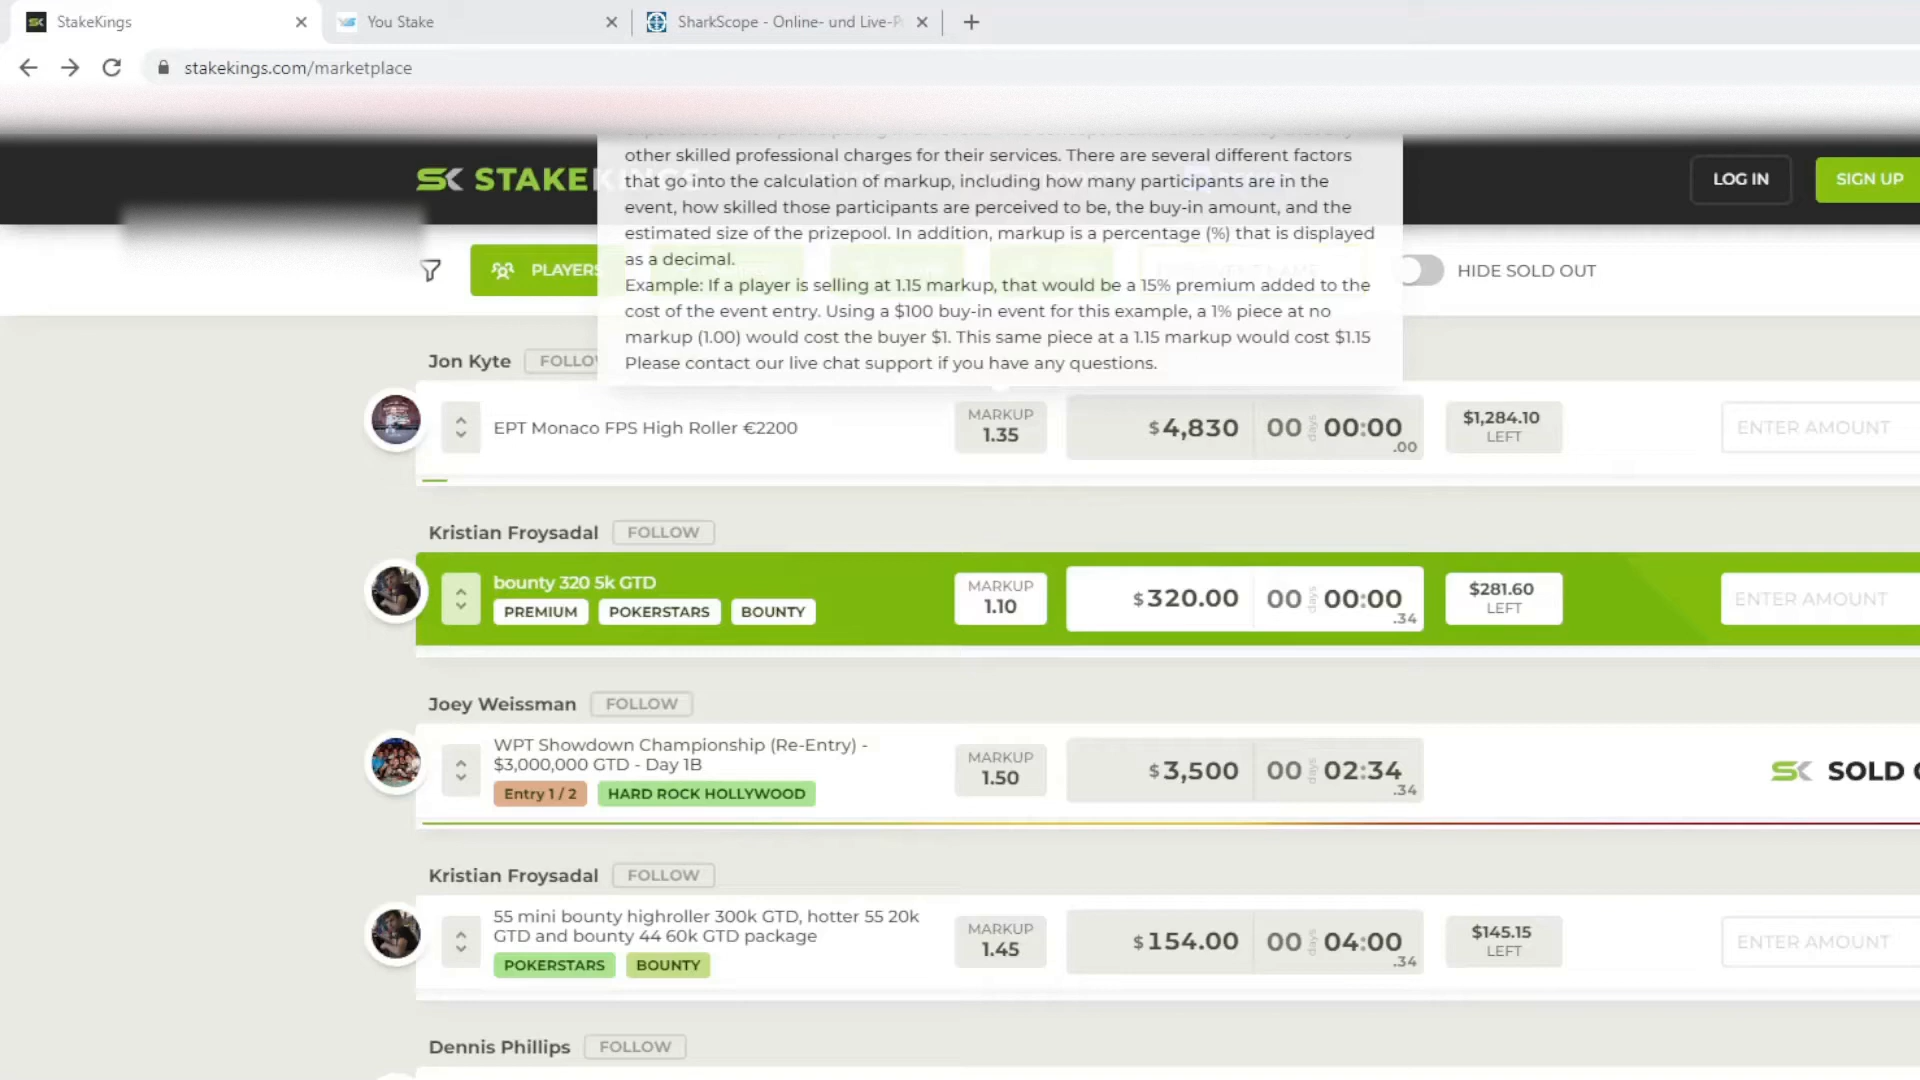 StakeKings
You Stake
SharkScope - Online- und Live-P
stakekings.com/marketplace
other skilled professional charges for their services. There are several different factors
STAKE
that go into the calculation of markup, including how many participants are in the
LOG IN
SIGN UP
event, how skilled those participants are perceived to be, the buy-in amount, and the
estimated size of the prizepool. In addition, markup is a percentage (%) that is displayed
as a decimal.
PLAYERS
HIDE SOLD OUT
Example: If a player is selling at 1.15 markup, that would be a 15% premium added to the
cost of the event entry. Using a $100 buy-in event for this example, a 1% piece at no
markup (1.00) would cost the buyer $1. This same piece at a 1.15 markup would cost $1.15
Please contact our live chat support if you have any questions.
Jon Kyte FOLLOW
EPT Monaco FPS High Roller €2200
MARKUP
1.35
$4,830 00 days 00:00
.00
$1,284.10
LEFT
ENTER AMOUNT
Kristian Froysadal FOLLOW
bounty 320 5k GTD
PREMIUM POKERSTARS BOUNTY
MARKUP
1.10
$320.00 00 days 00:00
.34
$281.60
LEFT
ENTER AMOUNT
Joey Weissman FOLLOW
WPT Showdown Championship (Re-Entry) -
$3,000,000 GTD - Day 1B
Entry 1 / 2 HARD ROCK HOLLYWOOD
MARKUP
1.50
$3,500 00 days 02:34
.34
SK SOLD
Kristian Froysadal FOLLOW
55 mini bounty highroller 300k GTD, hotter 55 20k
GTD and bounty 44 60k GTD package
POKERSTARS BOUNTY
MARKUP
1.45
$154.00 00 days 04:00
.34
$145.15
LEFT
ENTER AMOUNT
Dennis Phillips FOLLOW